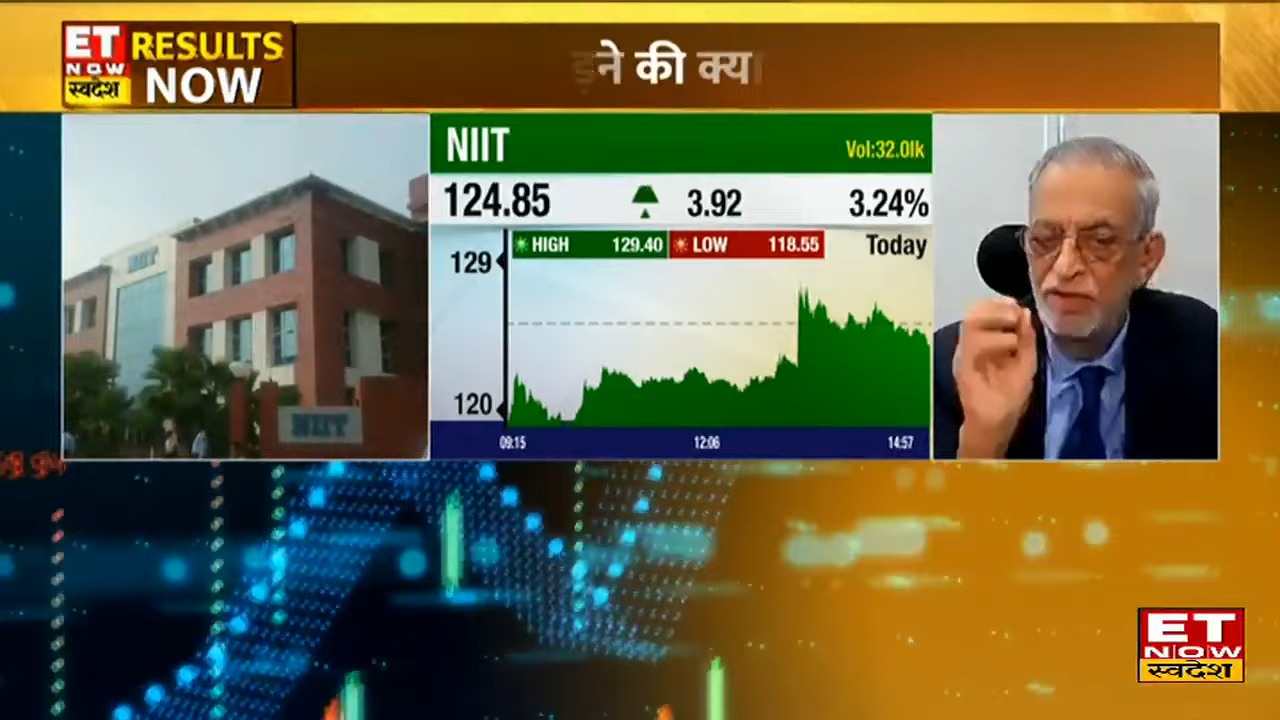 ET
NOW
स्वदेश
RESULTS
NOW
ने की क्या
NIIT
Vol:32.0lk
124.85
3.92
3.24%
HIGH 129.40
LOW 118.55
Today
129
120
09:15
12:06
14:57
NIIT
NIIT
ET
NOW
स्वदेश